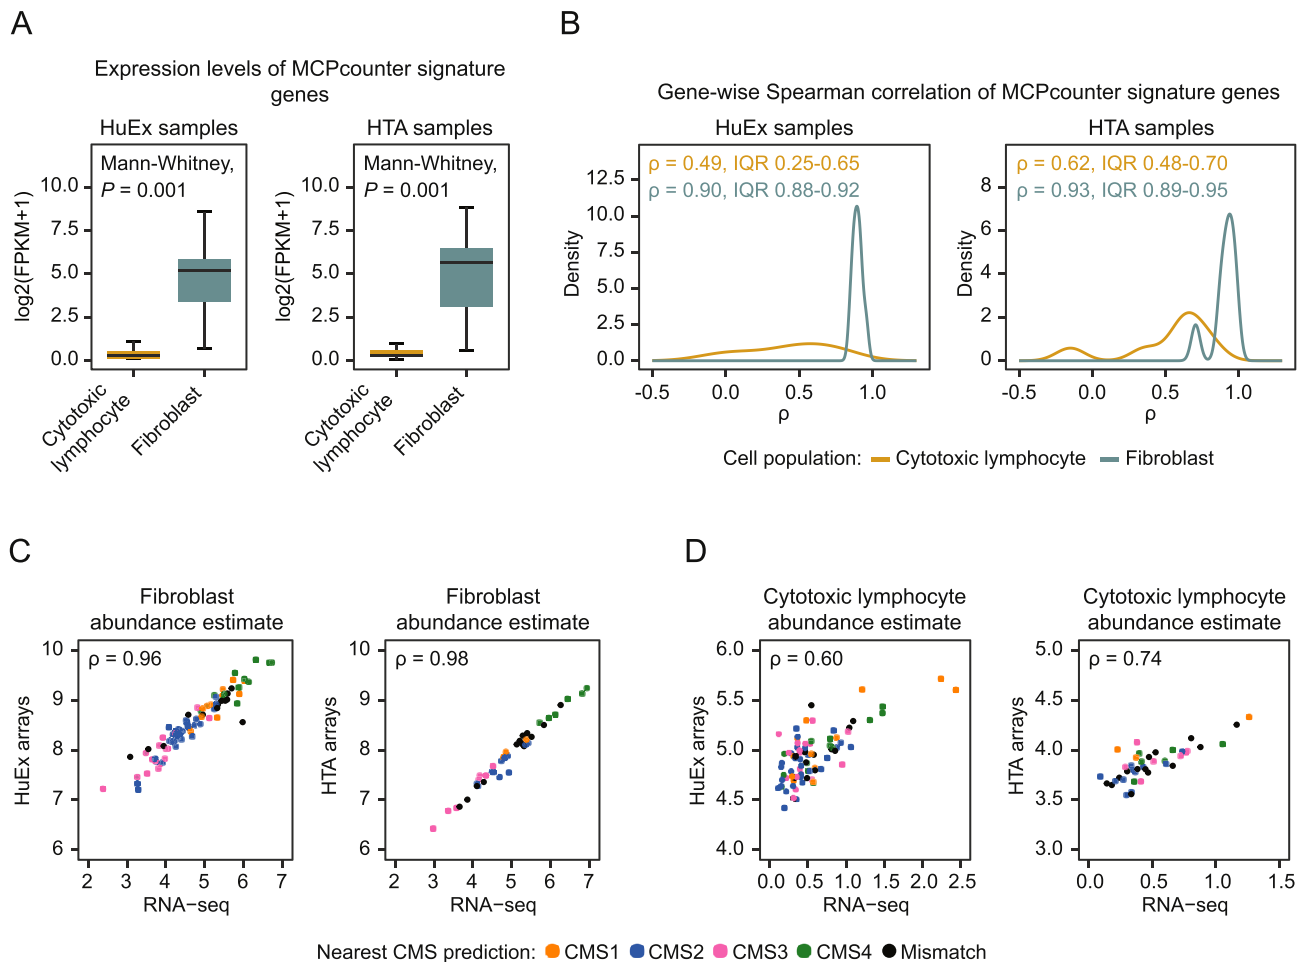 A
Expression levels of MCPcounter signature
genes
HuEx samples
HTA samples
Mann-Whitney,
P = 0.001
Mann-Whitney,
P = 0.001
log2(FPKM+1)
10.0
7.5
5.0
2.5
0.0
log2(FPKM+1)
10.0
7.5
5.0
2.5
0.0
Cytotoxic
lymphocyte
Fibroblast
Cytotoxic
lymphocyte
Fibroblast
B
Gene-wise Spearman correlation of MCPcounter signature genes
HuEx samples
HTA samples
ρ = 0.49, IQR 0.25-0.65
ρ = 0.90, IQR 0.88-0.92
ρ = 0.62, IQR 0.48-0.70
ρ = 0.93, IQR 0.89-0.95
Density
12.5
10.0
7.5
5.0
2.5
0.0
-0.5 0.0 0.5 1.0
ρ
Density
8
6
4
2
0
-0.5 0.0 0.5 1.0
ρ
Cell population: Cytotoxic lymphocyte Fibroblast
C
Fibroblast
abundance estimate
ρ = 0.96
HuEx arrays
10
9
8
7
6
2 3 4 5 6 7
RNA−seq
Fibroblast
abundance estimate
ρ = 0.98
HTA arrays
10
9
8
7
6
2 3 4 5 6 7
RNA−seq
D
Cytotoxic lymphocyte
abundance estimate
ρ = 0.60
HuEx arrays
6.0
5.5
5.0
4.5
4.0
0.0 0.5 1.0 1.5 2.0 2.5
RNA−seq
Cytotoxic lymphocyte
abundance estimate
ρ = 0.74
HTA arrays
5.0
4.5
4.0
3.5
3.0
0.0 0.5 1.0 1.5
RNA−seq
Nearest CMS prediction: CMS1 CMS2 CMS3 CMS4 Mismatch